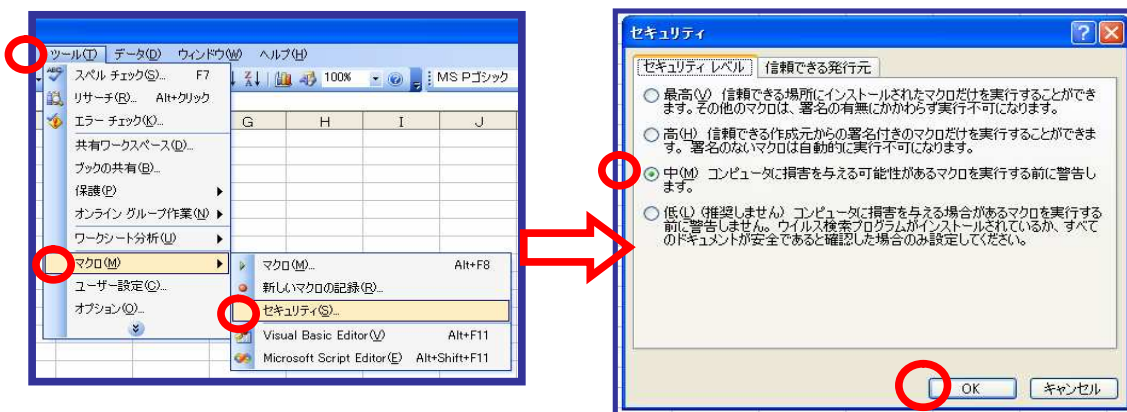 ツール(T) データ(D) ウィンドウ(W) ヘルプ(H)
スペル チェック(S)... F7
100%
MS Pゴシック
リサーチ(R)... Alt+クリック
エラー チェック(K)...
G H I J
共有ワークスペース(D)...
ブックの共有(B)...
保護(P)
オンライン グループ作業(N)
ワークシート分析(U)
マクロ(M)
ユーザー設定(C)...
オプション(O)...
マクロ(M)... Alt+F8
新しいマクロの記録(R)...
セキュリティ(S)...
Visual Basic Editor(V) Alt+F11
Microsoft Script Editor(E) Alt+Shift+F11
セキュリティ
セキュリティ レベル 信頼できる発行元
最高(V) 信頼できる場所にインストールされたマクロだけを実行することができ
ます。その他のマクロは、署名の有無にかかわらず実行不可になります。
高(H) 信頼できる作成元からの署名付きのマクロだけを実行することができま
す。署名のないマクロは自動的に実行不可になります。
中(M) コンピュータに損害を与える可能性があるマクロを実行する前に警告し
ます。
低(L) (推奨しません) コンピュータに損害を与える場合があるマクロを実行する
前に警告しません。ウイルス検索プログラムがインストールされているか、すべて
のドキュメントが安全であると確認した場合のみ設定してください。
OK キャンセル